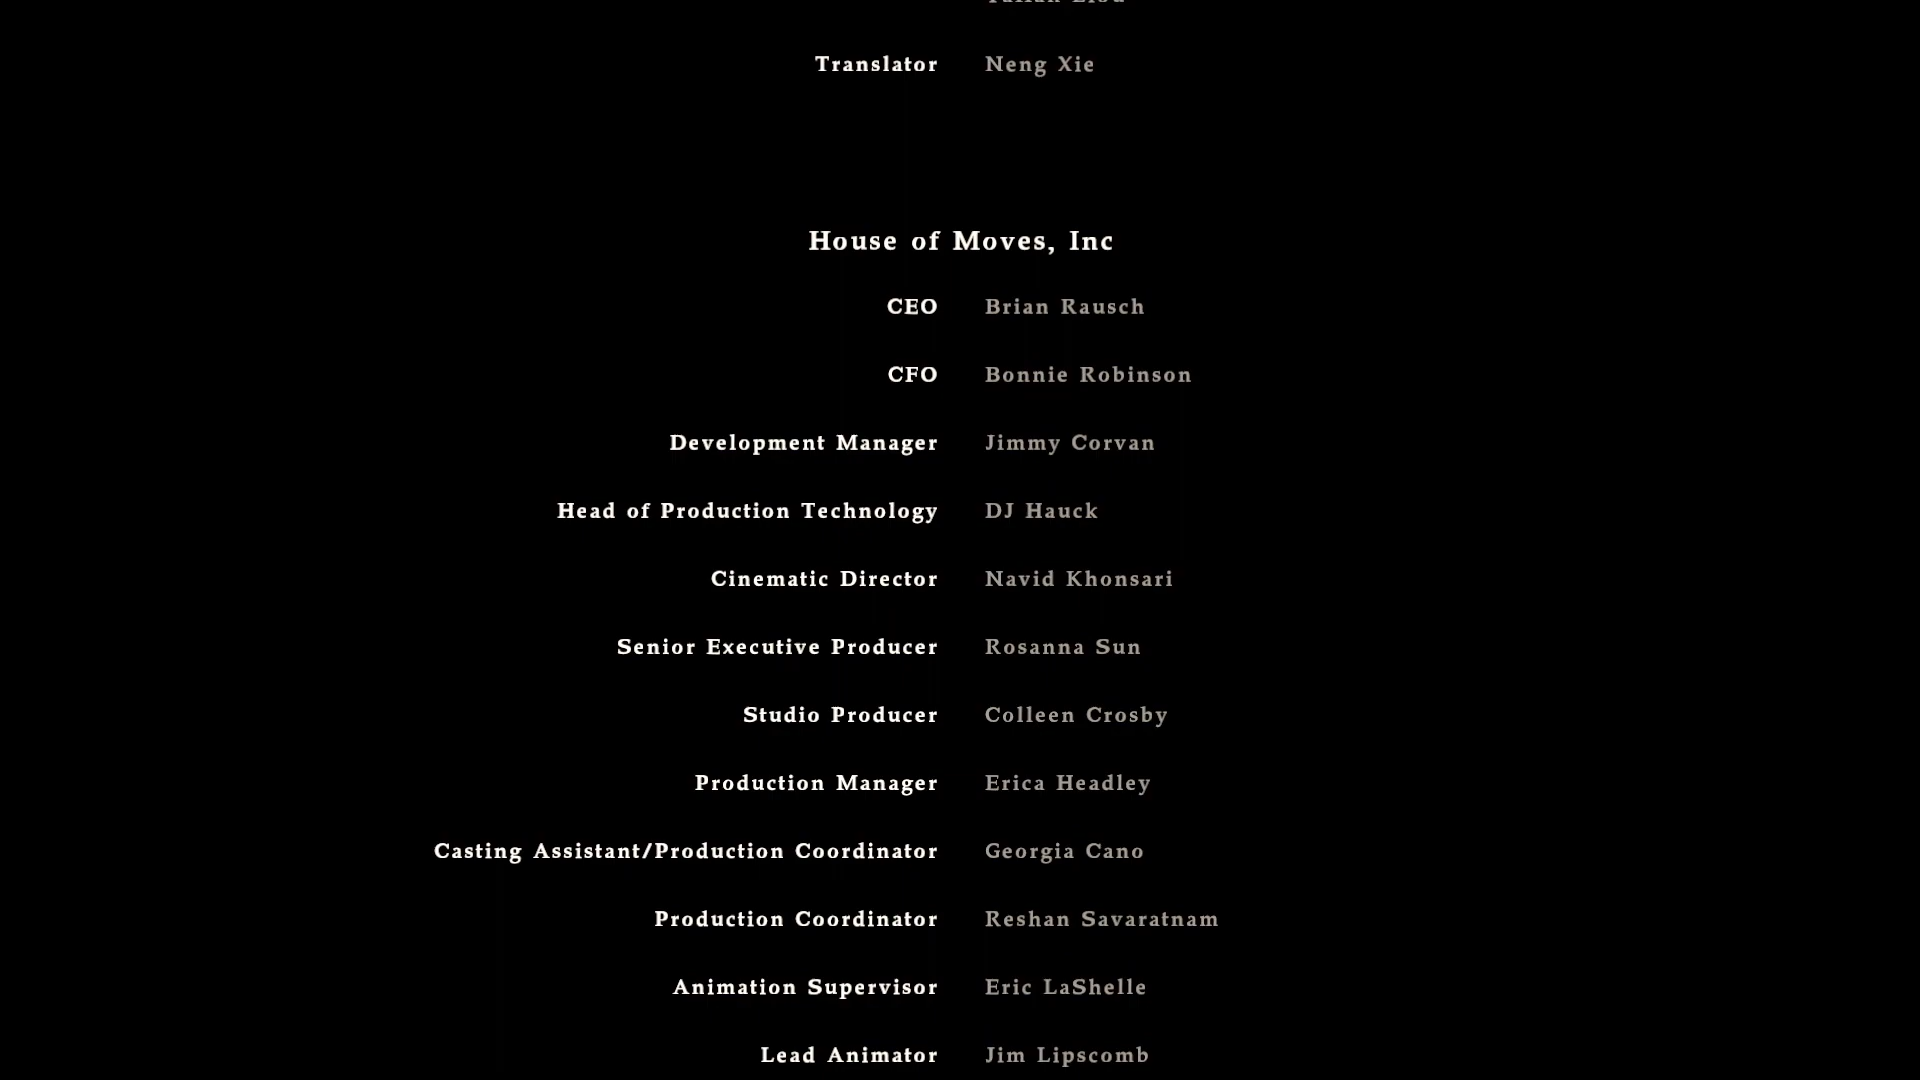 Translator Neng Xie
House of Moves, Inc
CEO Brian Rausch
CFO Bonnie Robinson
Development Manager Jimmy Corvan
Head of Production Technology DJ Hauck
Cinematic Director Navid Khonsari
Senior Executive Producer Rosanna Sun
Studio Producer Colleen Crosby
Production Manager Erica Headley
Casting Assistant/Production Coordinator Georgia Cano
Production Coordinator Reshan Savaratnam
Animation Supervisor Eric LaShelle
Lead Animator Jim Lipscomb